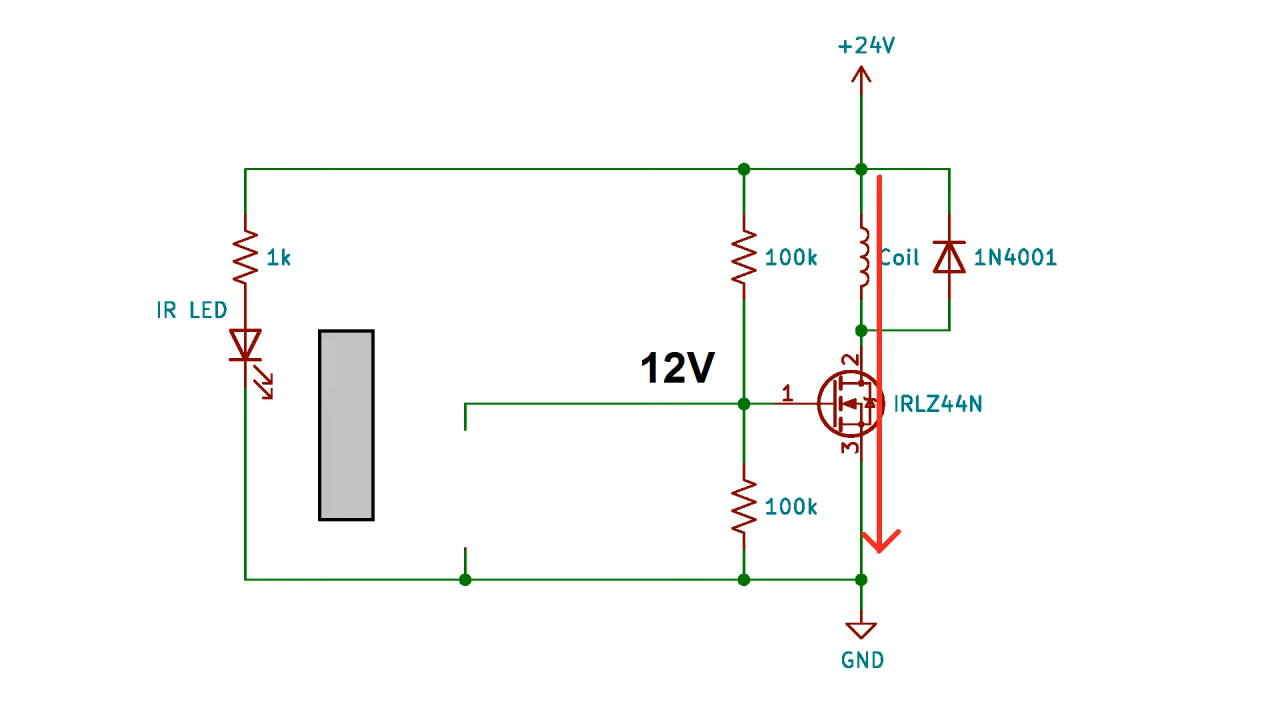 +24V
1k
100k
Coil
1N4001
IR LED
12V
2
1
IRLZ44N
3
100k
GND